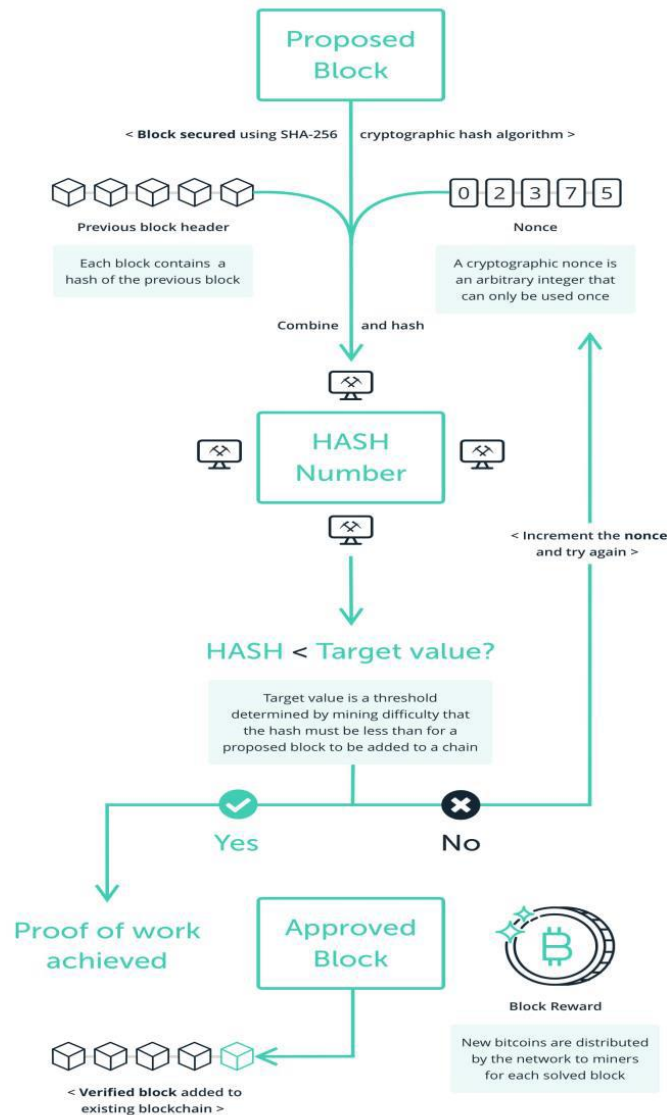 Proposed
Block
< Block secured using SHA-256 cryptographic hash algorithm >
0 2 3 7 5
Previous block header
Nonce
Each block contains a
hash of the previous block
A cryptographic nonce is
an arbitrary integer that
can only be used once
Combine and hash
HASH
Number
< Increment the nonce
and try again >
HASH < Target value?
Target value is a threshold
determined by mining difficulty that
the hash must be less than for a
proposed block to be added to a chain
Yes
No
Proof of work
achieved
Approved
Block
Block Reward
New bitcoins are distributed
by the network to miners
for each solved block
< Verified block added to
existing blockchain >